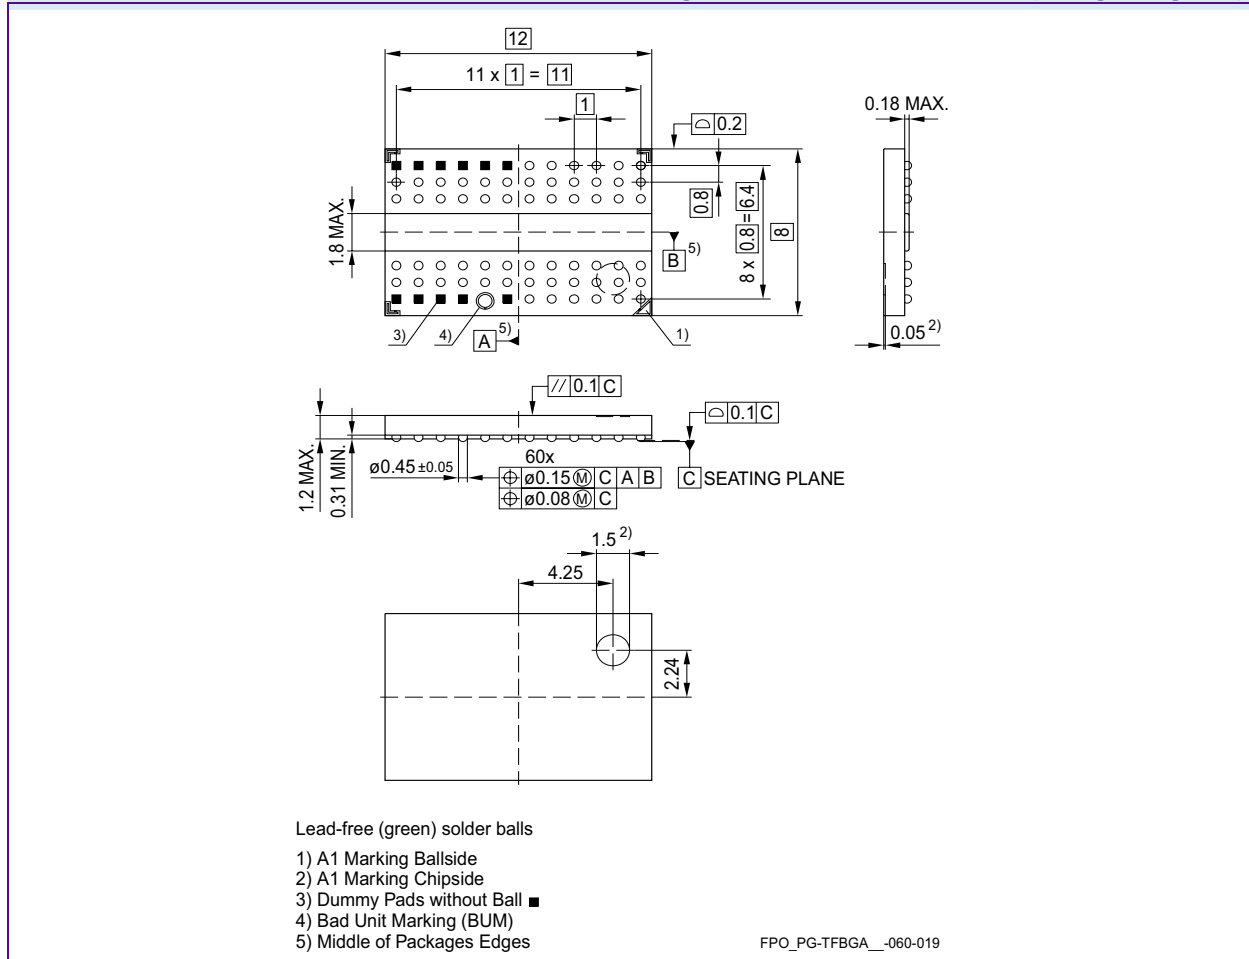 12
11 x 1 = 11
1
0.2
0.18 MAX.
0.8
8 x 0.8 = 6.4
8
1.8 MAX.
B 5)
3)
4)
A 5)
1)
0.05 2)
// 0.1 C
0.1 C
1.2 MAX.
0.31 MIN.
ø0.45 ±0.05
60x
⌖ ø0.15 Ⓜ C A B
⌖ ø0.08 Ⓜ C
C SEATING PLANE
1.5 2)
4.25
2.24
Lead-free (green) solder balls
1) A1 Marking Ballside
2) A1 Marking Chipside
3) Dummy Pads without Ball ■
4) Bad Unit Marking (BUM)
5) Middle of Packages Edges
FPO_PG-TFBGA__-060-019